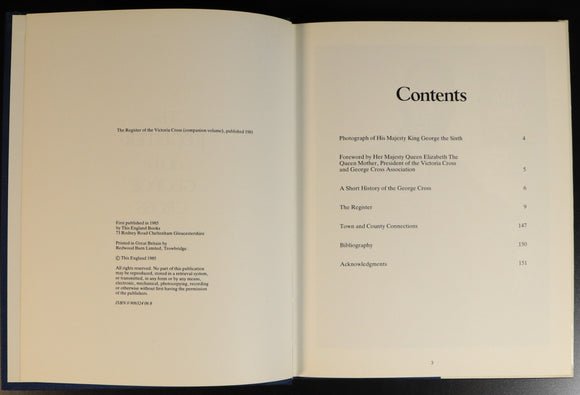 The Register of the Victoria Cross (companion volume), published 1981
First published in 1985
by This England Books
73 Rodney Road Cheltenham Gloucestershire
Printed in Great Britain by
Redwood Burn Limited, Trowbridge.
© This England 1985
All rights reserved. No part of this publication
may be reproduced, stored in a retrieval system,
or transmitted, in any form or by any means,
electronic, mechanical, photocopying, recording
or otherwise without first having the permission
of the publishers
ISBN 0 906324 06 8
Contents
Photograph of His Majesty King George the Sixth 4
Foreword by Her Majesty Queen Elizabeth The
Queen Mother, President of the Victoria Cross
and George Cross Association 5
A Short History of the George Cross 6
The Register 9
Town and County Connections 147
Bibliography 150
Acknowledgments 151
3